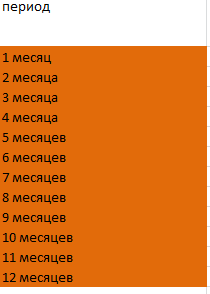 период
1 месяц
2 месяца
3 месяца
4 месяца
5 месяцев
6 месяцев
7 месяцев
8 месяцев
9 месяцев
10 месяцев
11 месяцев
12 месяцев